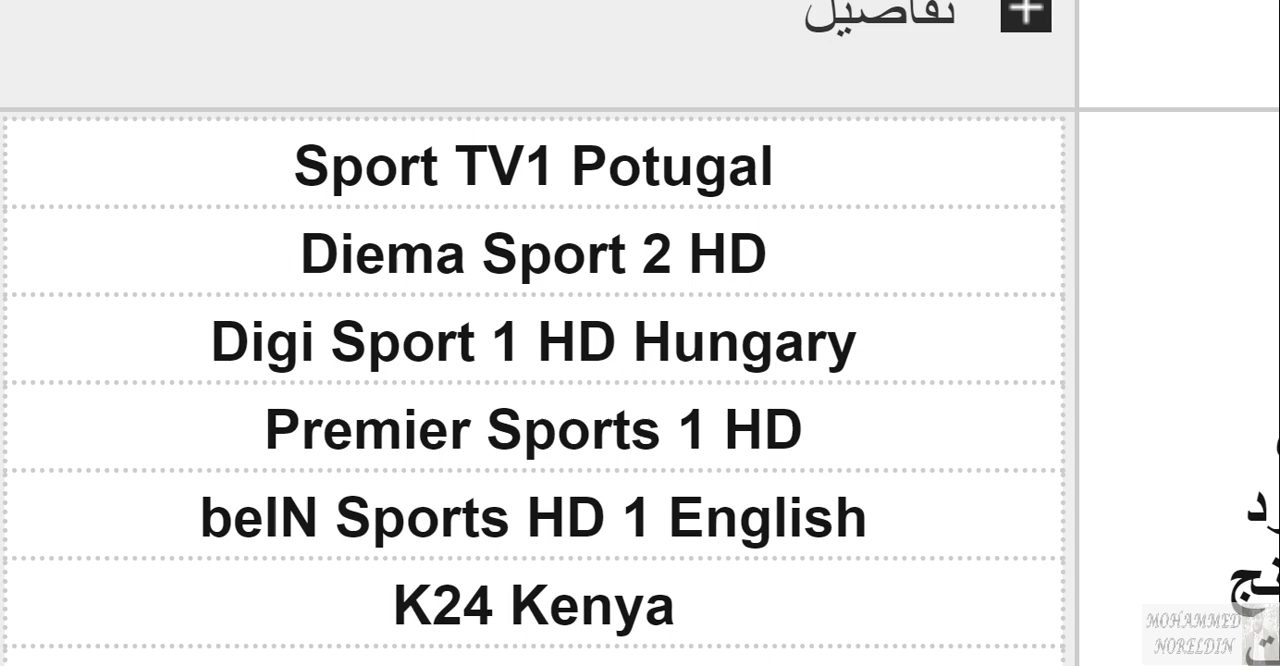 تفاصيل
Sport TV1 Potugal
Diema Sport 2 HD
Digi Sport 1 HD Hungary
Premier Sports 1 HD
beIN Sports HD 1 English
K24 Kenya
MOHAMMED
NORELDIN